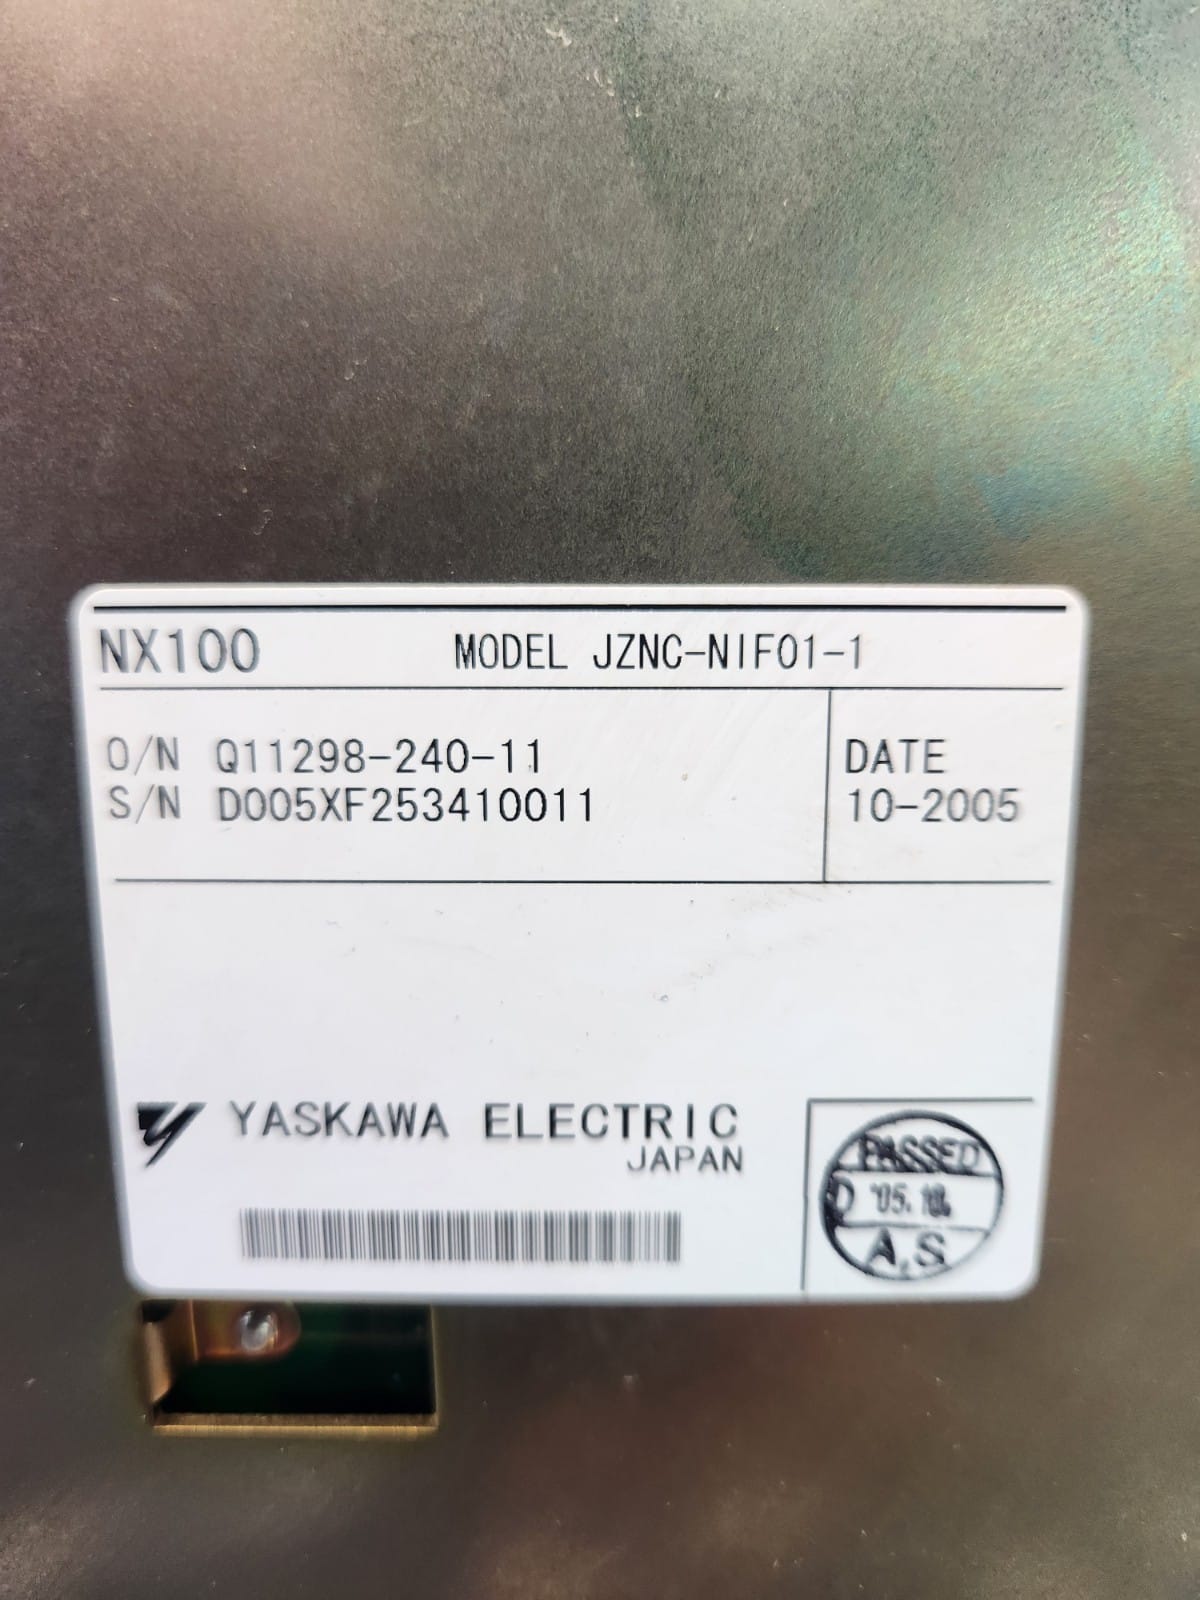 NX100 MODEL JZNC-NIF01-1
O/N Q11298-240-11
S/N D005XF253410011
DATE
10-2005
YASKAWA ELECTRIC
JAPAN
PASSED
D '05.10.
A.S